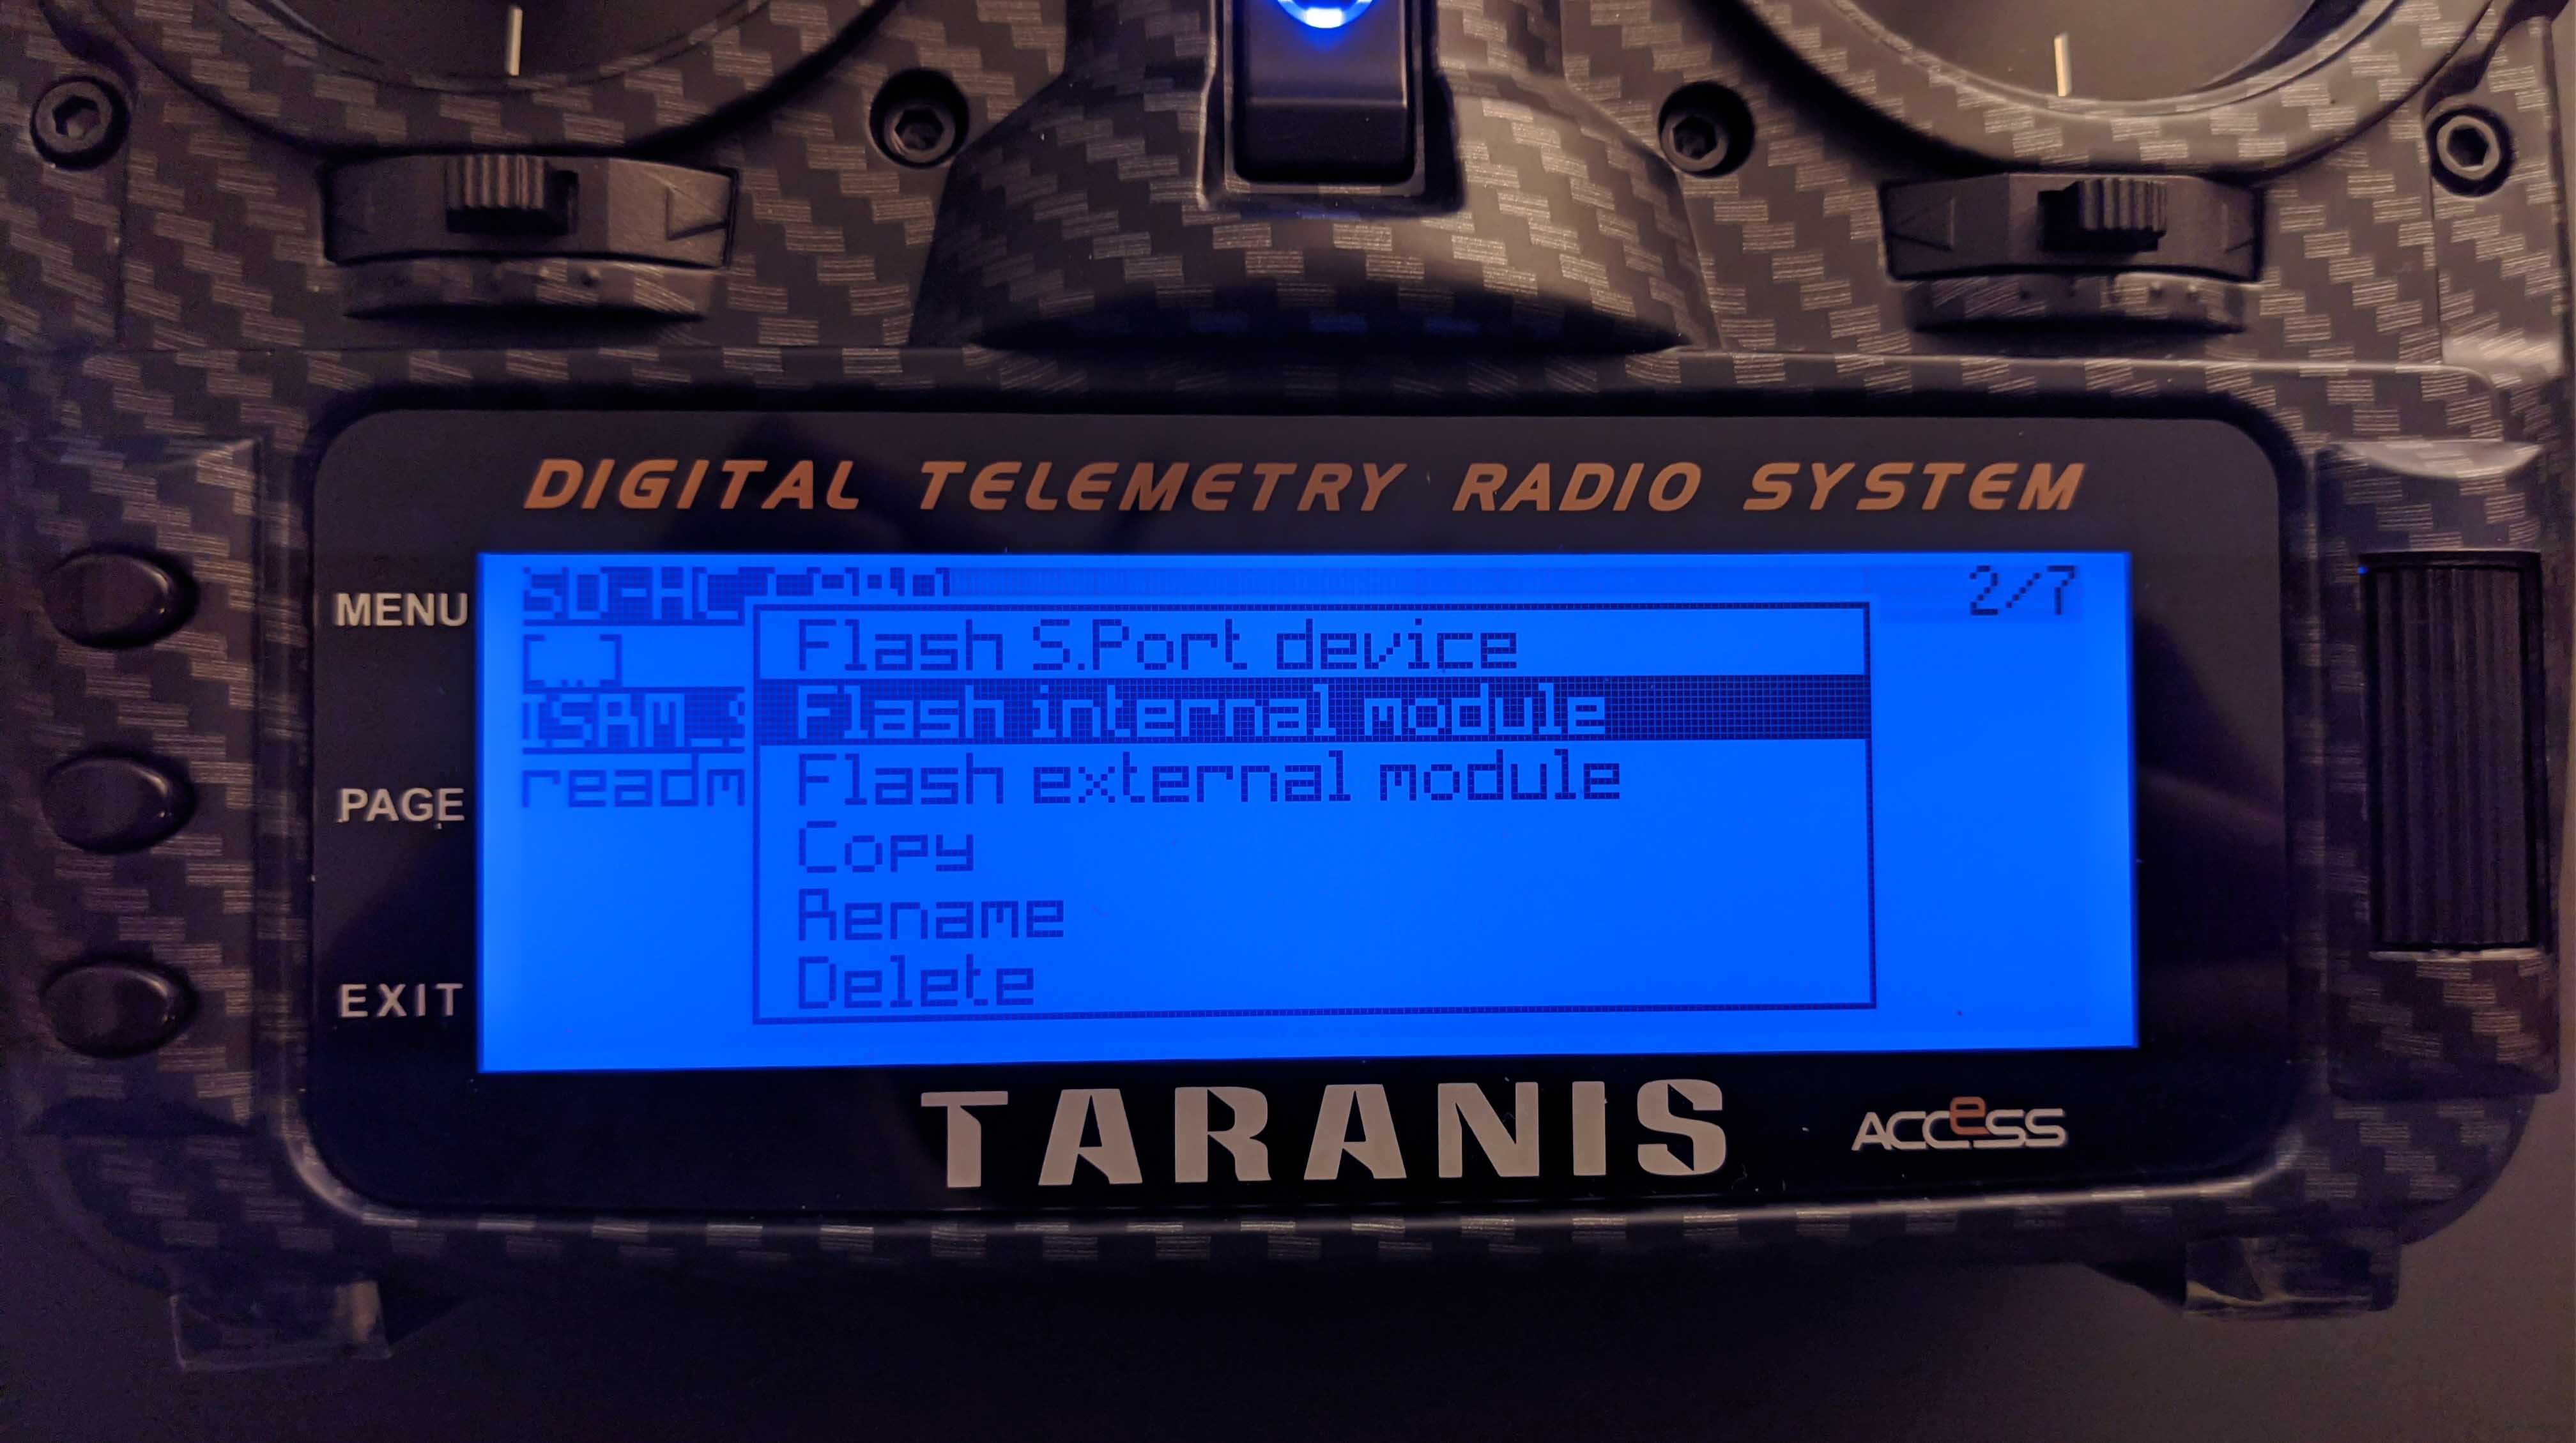 DIGITAL TELEMETRY RADIO SYSTEM
2/7
MENU
[..]
Flash S.Port device
Flash internal module
Flash external module
PAGE
Copy
Rename
Delete
EXIT
TARANIS
ACCeSS